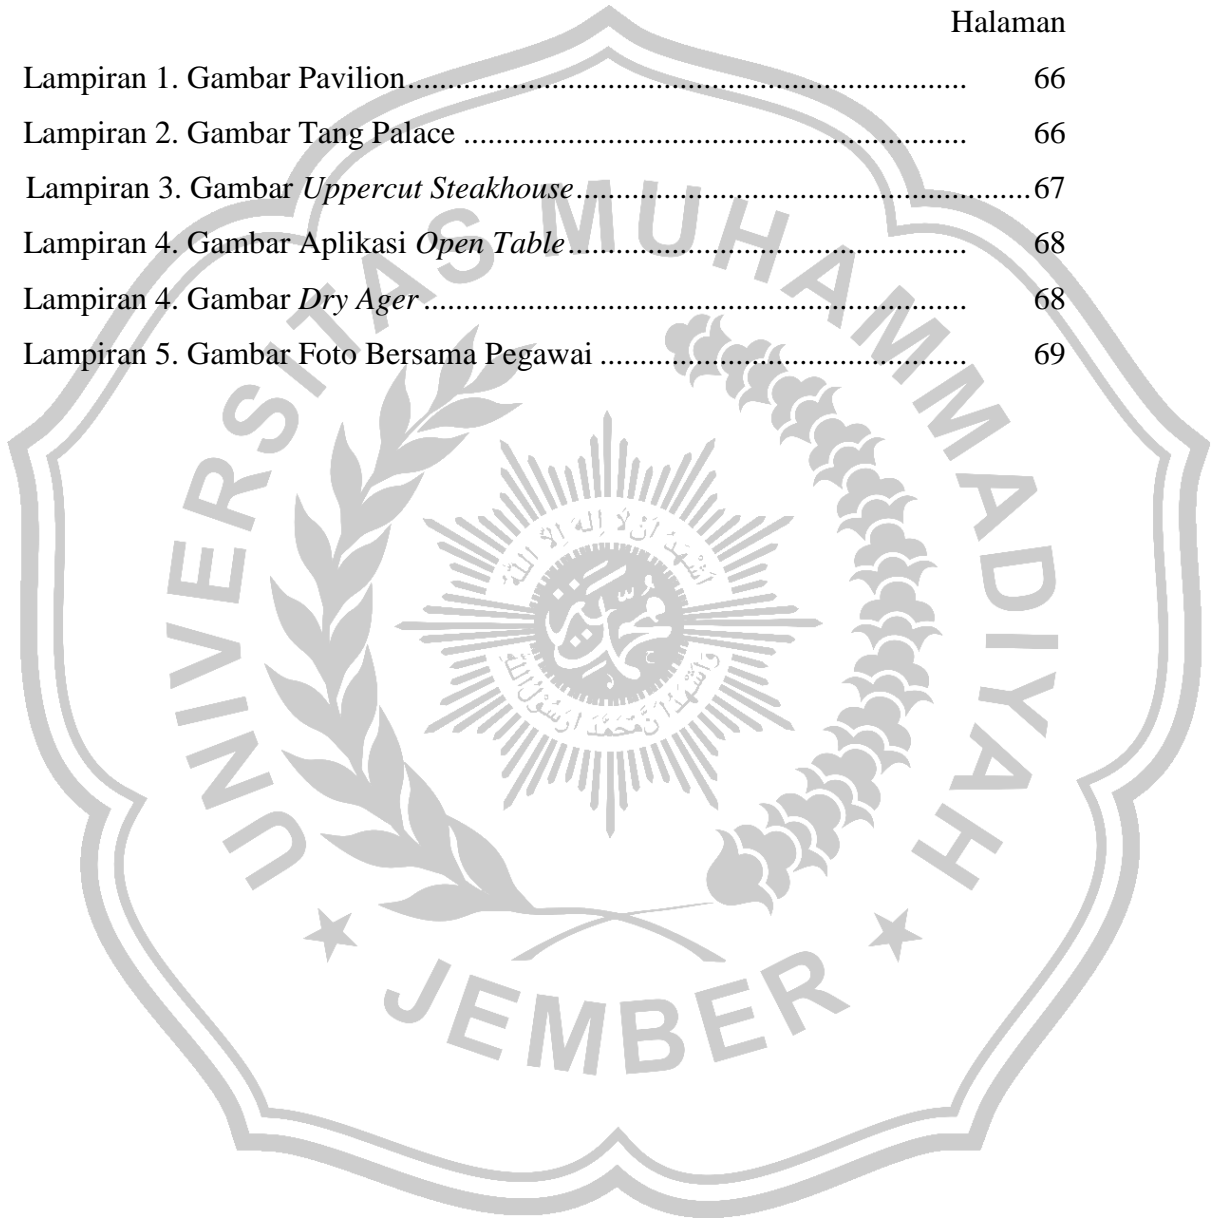 Halaman
Lampiran 1. Gambar Pavilion...................................................................... 66
Lampiran 2. Gambar Tang Palace ............................................................... 66
Lampiran 3. Gambar Uppercut Steakhouse.........................................................67
Lampiran 4. Gambar Aplikasi Open Table.................................................. 68
Lampiran 4. Gambar Dry Ager.................................................................... 68
Lampiran 5. Gambar Foto Bersama Pegawai .............................................. 69
UNIVERSITAS MUHAMMADIYAH
JEMBER
اَشْهَدُ اَنْ لَا اِلٰهَ اِلَّا اللّٰهُ
مُحَمَّد
وَاَشْهَدُ اَنَّ مُحَمَّدًا رَسُوْلُ اللّٰهِ